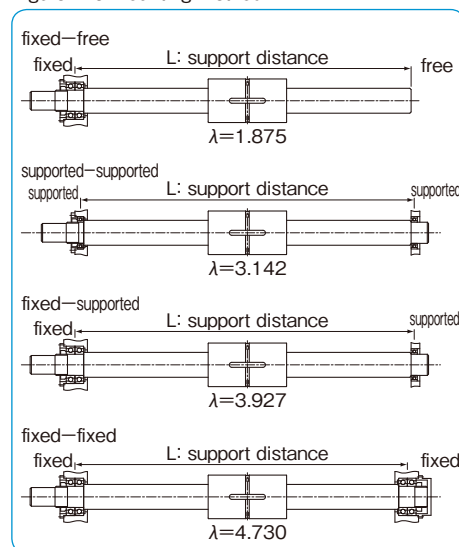 fixed–free
fixed
L: support distance
free
λ=1.875
supported–supported
supported
L: support distance
supported
λ=3.142
fixed–supported
fixed
L: support distance
supported
λ=3.927
fixed–fixed
fixed
L: support distance
fixed
λ=4.730